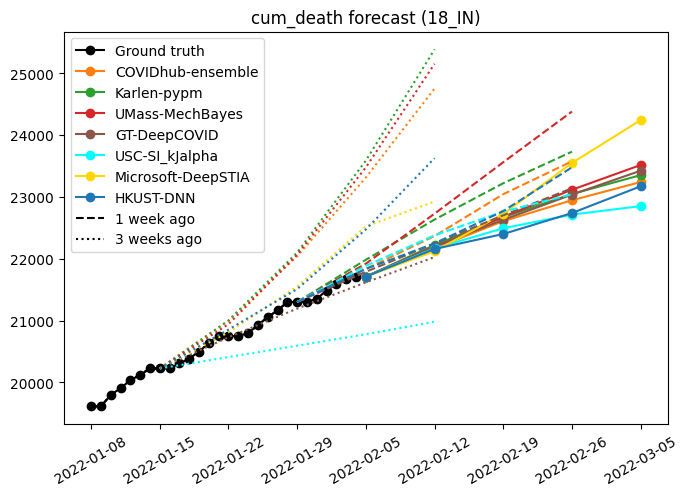 cum_death forecast (18_IN)
Ground truth
COVIDhub-ensemble
Karlen-pypm
UMass-MechBayes
GT-DeepCOVID
USC-SI_kJalpha
Microsoft-DeepSTIA
HKUST-DNN
1 week ago
3 weeks ago
25000
24000
23000
22000
21000
20000
2022-01-08
2022-01-15
2022-01-22
2022-01-29
2022-02-05
2022-02-12
2022-02-19
2022-02-26
2022-03-05